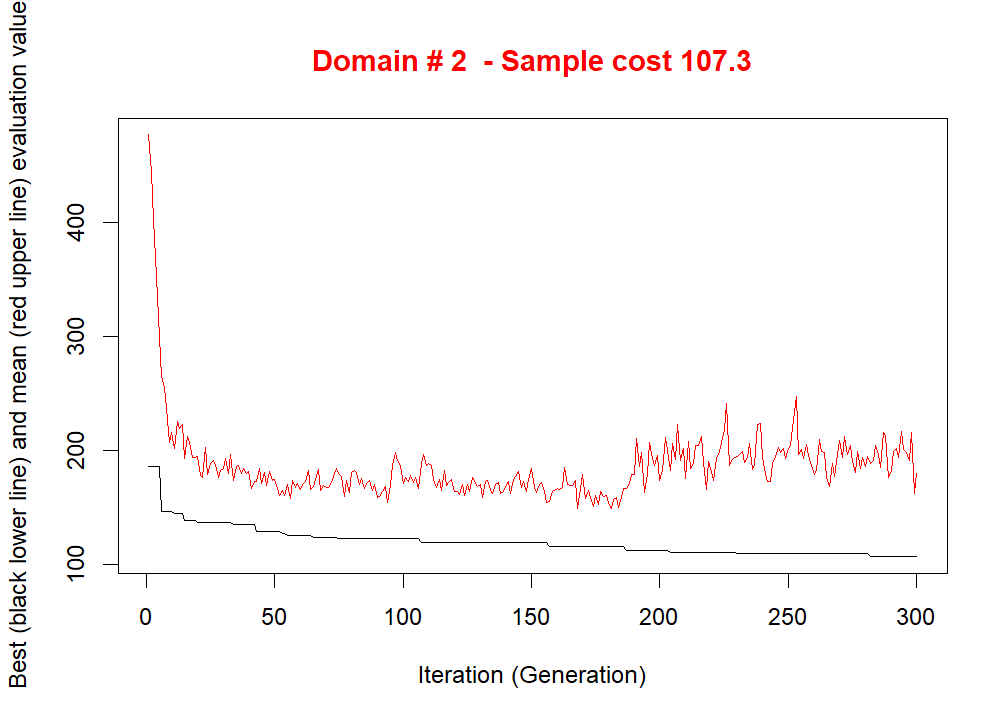 Domain # 2  - Sample cost 107.3
Best (black lower line) and mean (red upper line) evaluation value
400
300
200
100
0 50 100 150 200 250 300
Iteration (Generation)